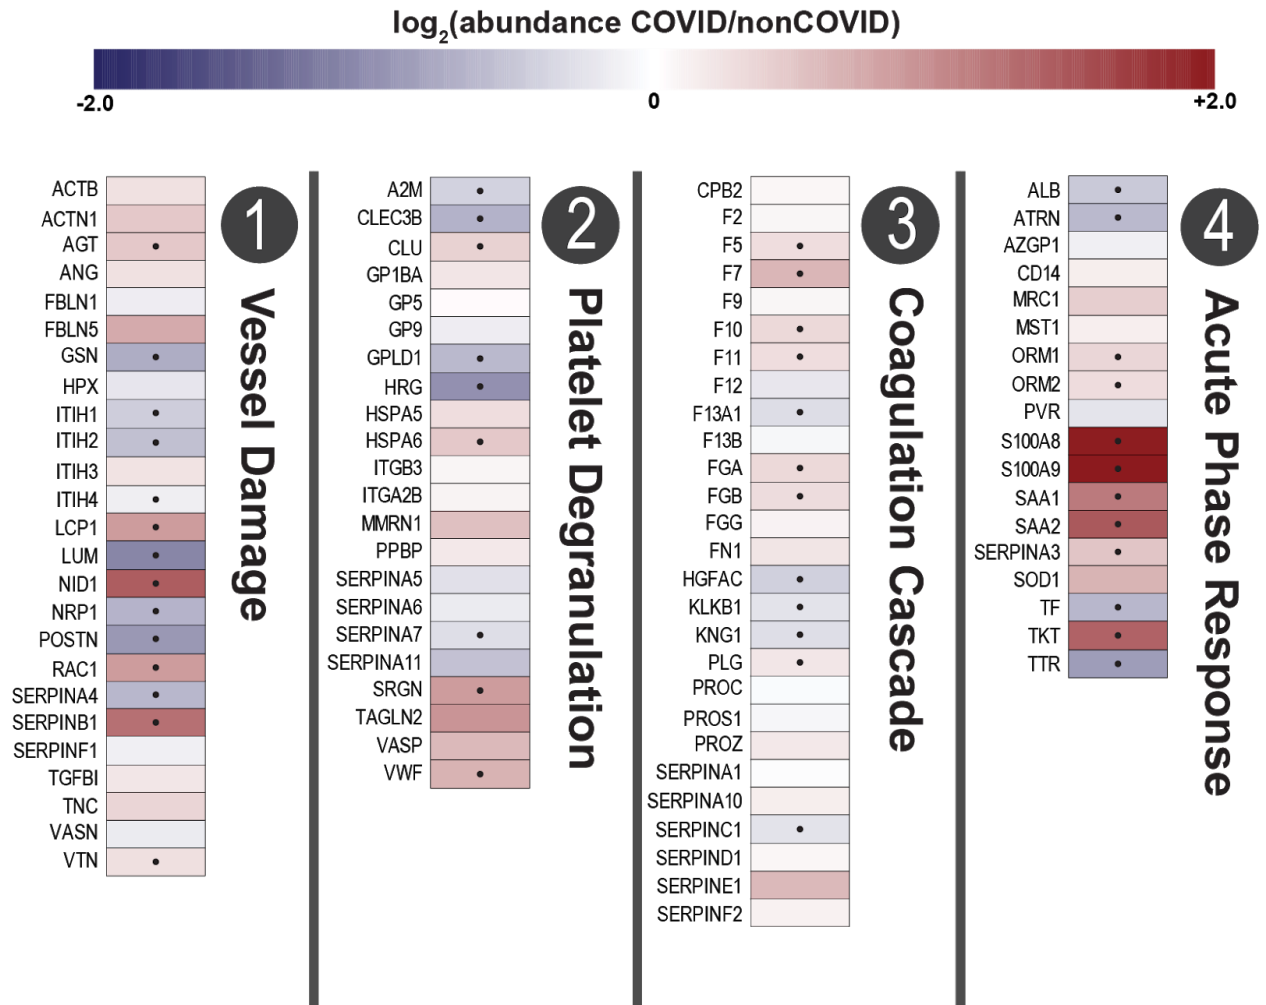 log2(abundance COVID/nonCOVID)
-2.0 0 +2.0
ACTB
ACTN1
AGT
ANG
FBLN1
FBLN5
GSN
HPX
ITIH1
ITIH2
ITIH3
ITIH4
LCP1
LUM
NID1
NRP1
POSTN
RAC1
SERPINA4
SERPINB1
SERPINF1
TGFBI
TNC
VASN
VTN
1
Vessel Damage
A2M
CLEC3B
CLU
GP1BA
GP5
GP9
GPLD1
HRG
HSPA5
HSPA6
ITGB3
ITGA2B
MMRN1
PPBP
SERPINA5
SERPINA6
SERPINA7
SERPINA11
SRGN
TAGLN2
VASP
VWF
2
Platelet Degranulation
CPB2
F2
F5
F7
F9
F10
F11
F12
F13A1
F13B
FGA
FGB
FGG
FN1
HGFAC
KLKB1
KNG1
PLG
PROC
PROS1
PROZ
SERPINA1
SERPINA10
SERPINC1
SERPIND1
SERPINE1
SERPINF2
3
Coagulation Cascade
ALB
ATRN
AZGP1
CD14
MRC1
MST1
ORM1
ORM2
PVR
S100A8
S100A9
SAA1
SAA2
SERPINA3
SOD1
TF
TKT
TTR
4
Acute Phase Response